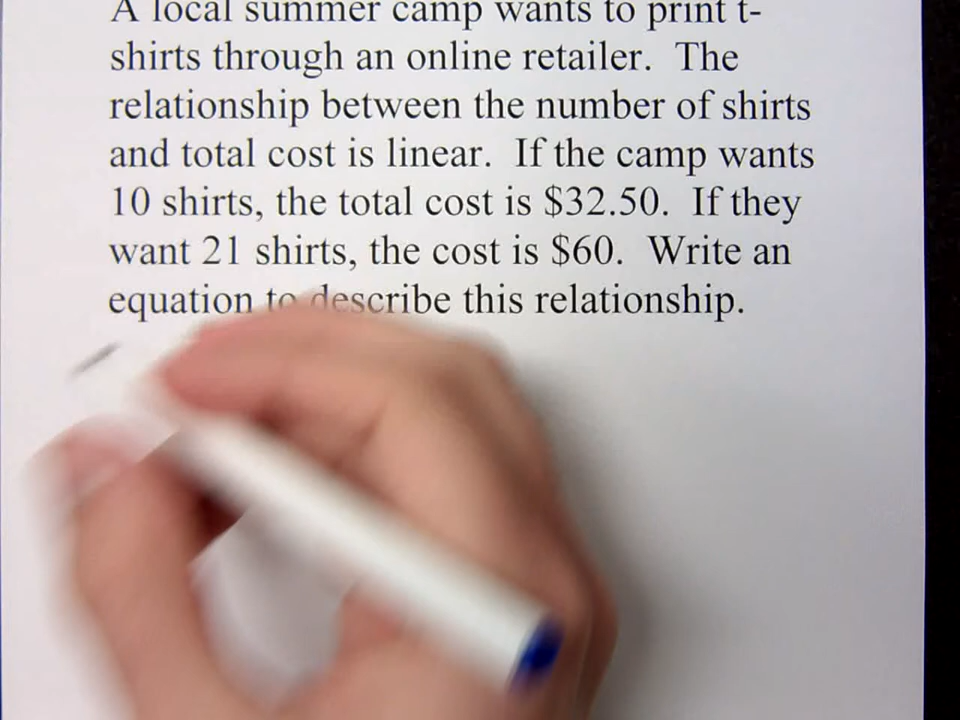 A local summer camp wants to print t-
shirts through an online retailer. The
relationship between the number of shirts
and total cost is linear. If the camp wants
10 shirts, the total cost is $32.50. If they
want 21 shirts, the cost is $60. Write an
equation to describe this relationship.